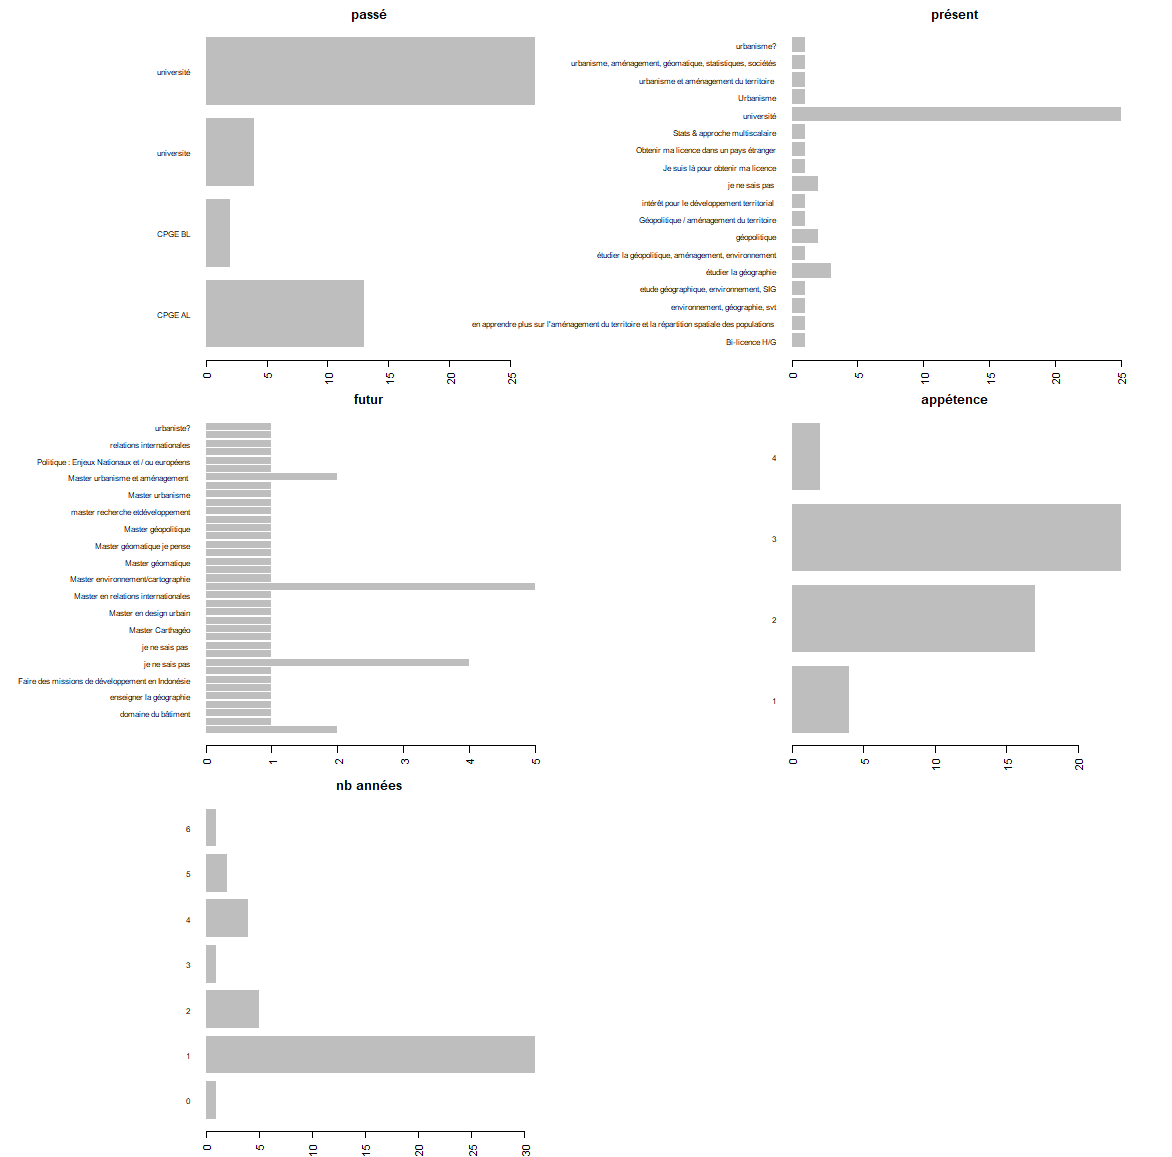 passé
université
universite
CPGE BL
CPGE AL
0 5 10 15 20 25
présent
urbanisme?
urbanisme, aménagement, géomatique, statistiques, sociétés
urbanisme et aménagement du territoire
Urbanisme
université
Stats & approche multiscalaire
Obtenir ma licence dans un pays étranger
Je suis là pour obtenir ma licence
je ne sais pas
intérêt pour le développement territorial
Géopolitique / aménagement du territoire
géopolitique
étudier la géopolitique, aménagement, environnement
étudier la géographie
etude géographique, environnement, SIG
environnement, géographie, svt
en apprendre plus sur l'aménagement du territoire et la répartition spatiale des populations
Bi-licence H/G
0 5 10 15 20 25
futur
urbaniste?
relations internationales
Politique : Enjeux Nationaux et / ou européens
Master urbanisme et aménagement
Master urbanisme
master recherche etdéveloppement
Master géopolitique
Master géomatique je pense
Master géomatique
Master environnement/cartographie
Master en relations internationales
Master en design urbain
Master Carthagéo
je ne sais pas
je ne sais pas
Faire des missions de développement en Indonésie
enseigner la géographie
domaine du bâtiment
0 1 2 3 4 5
appétence
4
3
2
1
0 5 10 15 20
nb années
6
5
4
3
2
1
0
0 5 10 15 20 25 30